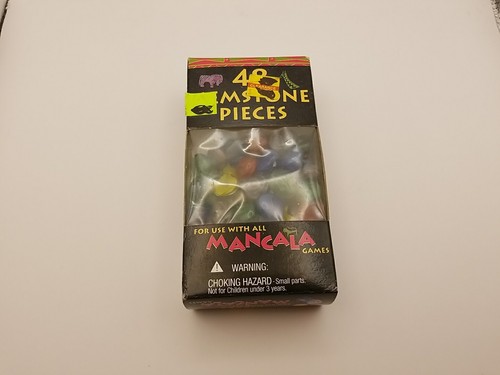 48
EMSTONE
PIECES
FOR USE WITH ALL
MANCALA
GAMES
WARNING:
CHOKING HAZARD - Small parts.
Not for Children under 3 years.